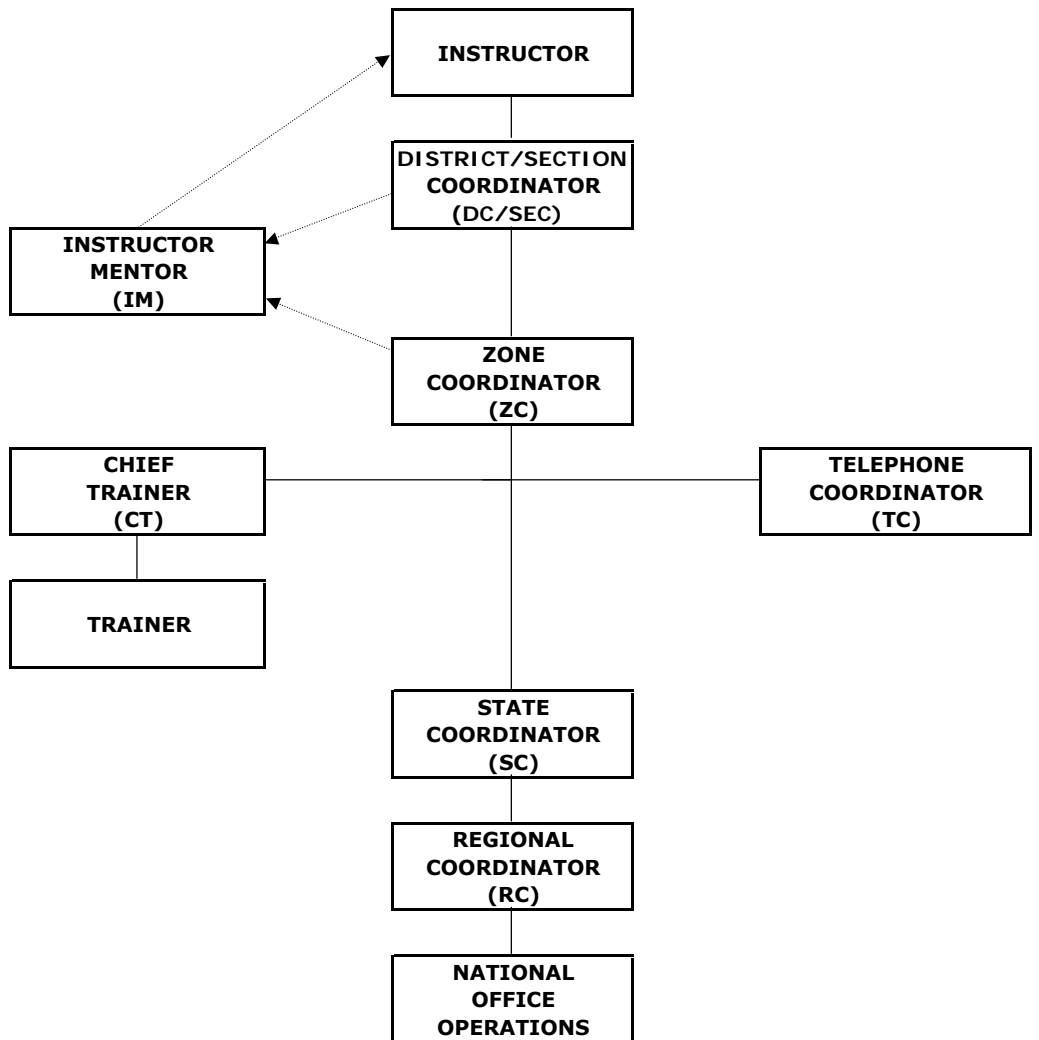 INSTRUCTOR
DISTRICT/SECTION
COORDINATOR
(DC/SEC)
INSTRUCTOR
MENTOR
(IM)
ZONE
COORDINATOR
(ZC)
CHIEF
TRAINER
(CT)
TELEPHONE
COORDINATOR
(TC)
TRAINER
STATE
COORDINATOR
(SC)
REGIONAL
COORDINATOR
(RC)
NATIONAL
OFFICE
OPERATIONS